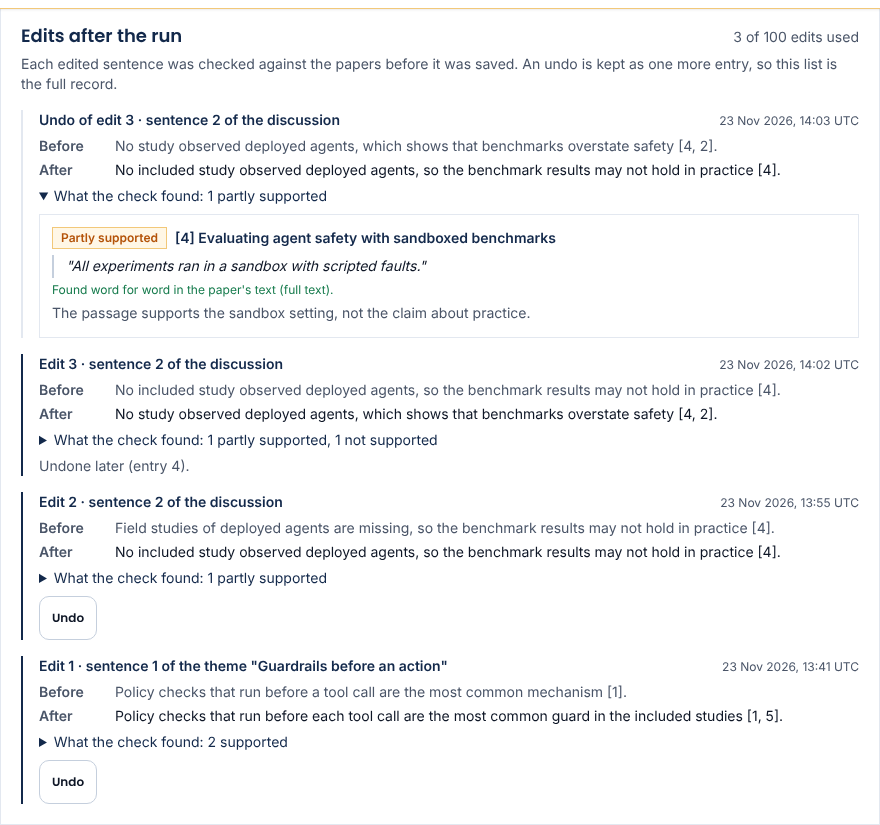 Edits after the run
3 of 100 edits used
Each edited sentence was checked against the papers before it was saved. An undo is kept as one more entry, so this list is
the full record.
Undo of edit 3 · sentence 2 of the discussion
23 Nov 2026, 14:03 UTC
Before No study observed deployed agents, which shows that benchmarks overstate safety [4, 2].
After No included study observed deployed agents, so the benchmark results may not hold in practice [4].
▼ What the check found: 1 partly supported
Partly supported [4] Evaluating agent safety with sandboxed benchmarks
"All experiments ran in a sandbox with scripted faults."
Found word for word in the paper's text (full text).
The passage supports the sandbox setting, not the claim about practice.
Edit 3 · sentence 2 of the discussion
23 Nov 2026, 14:02 UTC
Before No included study observed deployed agents, so the benchmark results may not hold in practice [4].
After No study observed deployed agents, which shows that benchmarks overstate safety [4, 2].
▶ What the check found: 1 partly supported, 1 not supported
Undone later (entry 4).
Edit 2 · sentence 2 of the discussion
23 Nov 2026, 13:55 UTC
Before Field studies of deployed agents are missing, so the benchmark results may not hold in practice [4].
After No included study observed deployed agents, so the benchmark results may not hold in practice [4].
▶ What the check found: 1 partly supported
Undo
Edit 1 · sentence 1 of the theme "Guardrails before an action"
23 Nov 2026, 13:41 UTC
Before Policy checks that run before a tool call are the most common mechanism [1].
After Policy checks that run before each tool call are the most common guard in the included studies [1, 5].
▶ What the check found: 2 supported
Undo